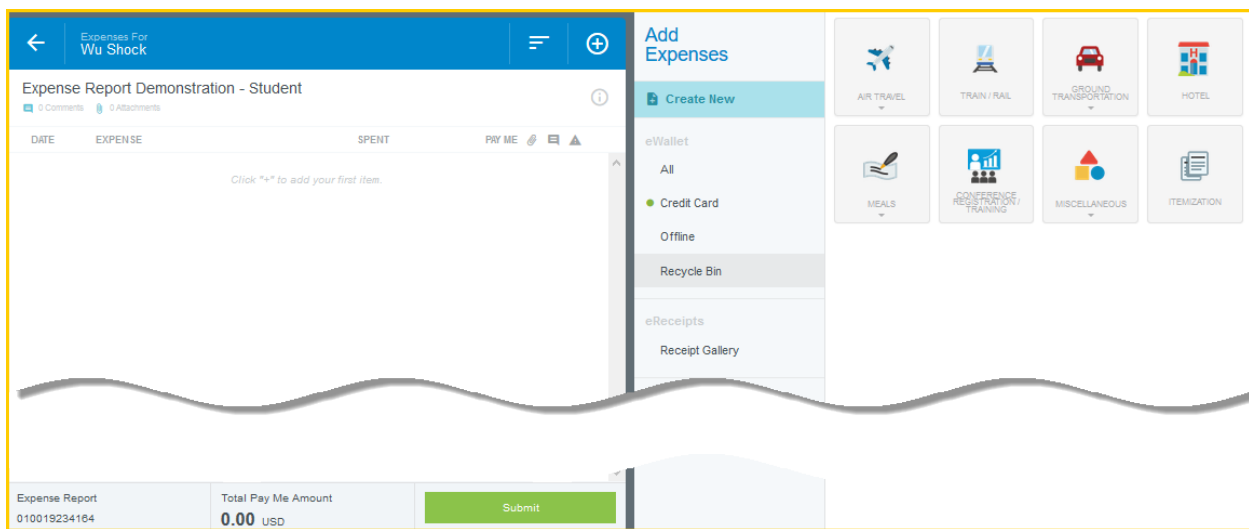 Expenses For
Wu Shock
Expense Report Demonstration - Student
0 Comments 0 Attachments
DATE EXPENSE SPENT PAY ME
Click "+" to add your first item.
Expense Report
010019234164
Total Pay Me Amount
0.00 USD
Submit
Add
Expenses
Create New
eWallet
All
Credit Card
Offline
Recycle Bin
eReceipts
Receipt Gallery
AIR TRAVEL
TRAIN / RAIL
GROUND
TRANSPORTATION
H
HOTEL
MEALS
CONFERENCE
REGISTRATION /
TRAINING
MISCELLANEOUS
ITEMIZATION